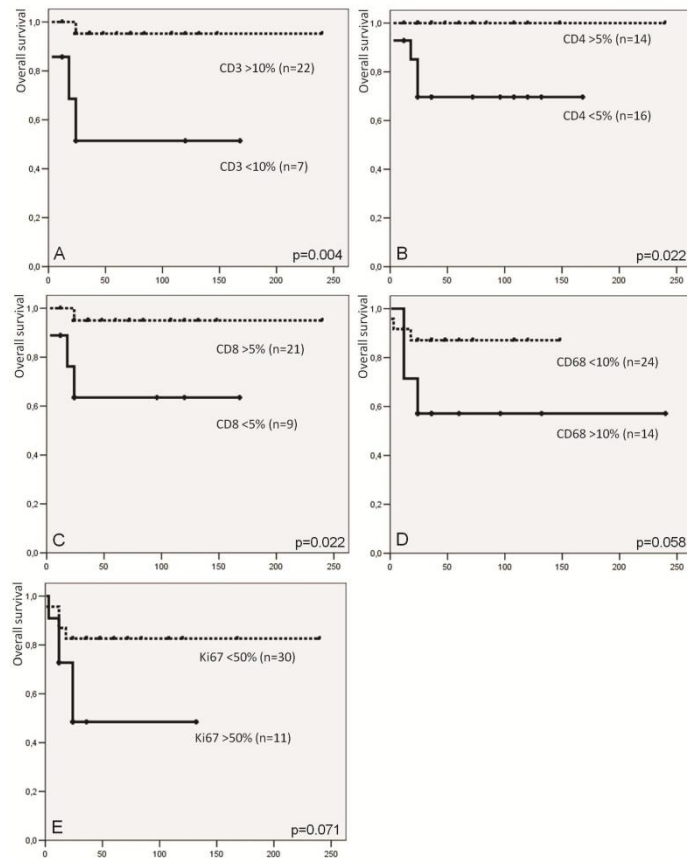 Overall survival
1,0
0,8
0,6
0,4
0,2
0,0
CD3 >10% (n=22)
CD3 <10% (n=7)
A
p=0.004
0 50 100 150 200 250
Overall survival
1,0
0,8
0,6
0,4
0,2
0,0
CD4 >5% (n=14)
CD4 <5% (n=16)
B
p=0.022
0 50 100 150 200 250
Overall survival
1,0
0,8
0,6
0,4
0,2
0,0
CD8 >5% (n=21)
CD8 <5% (n=9)
C
p=0.022
0 50 100 150 200 250
Overall survival
1,0
0,8
0,6
0,4
0,2
0,0
CD68 <10% (n=24)
CD68 >10% (n=14)
D
p=0.058
0 50 100 150 200 250
Overall survival
1,0
0,8
0,6
0,4
0,2
0,0
Ki67 <50% (n=30)
Ki67 >50% (n=11)
E
p=0.071
0 50 100 150 200 250